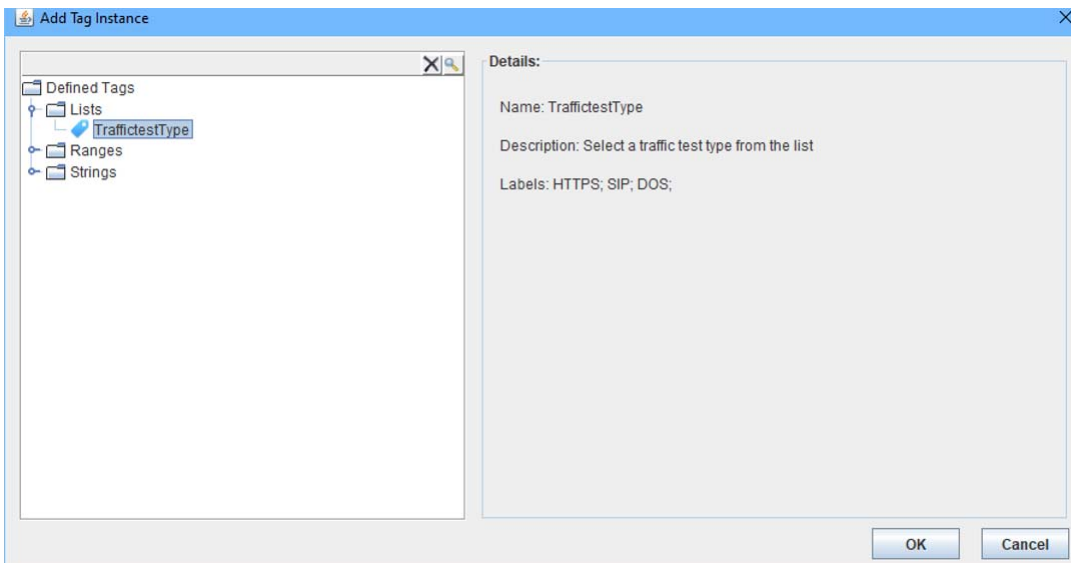 Add Tag Instance
Defined Tags
Lists
TraffictestType
Ranges
Strings
Details:
Name: TraffictestType
Description: Select a traffic test type from the list
Labels: HTTPS; SIP; DOS;
OK
Cancel